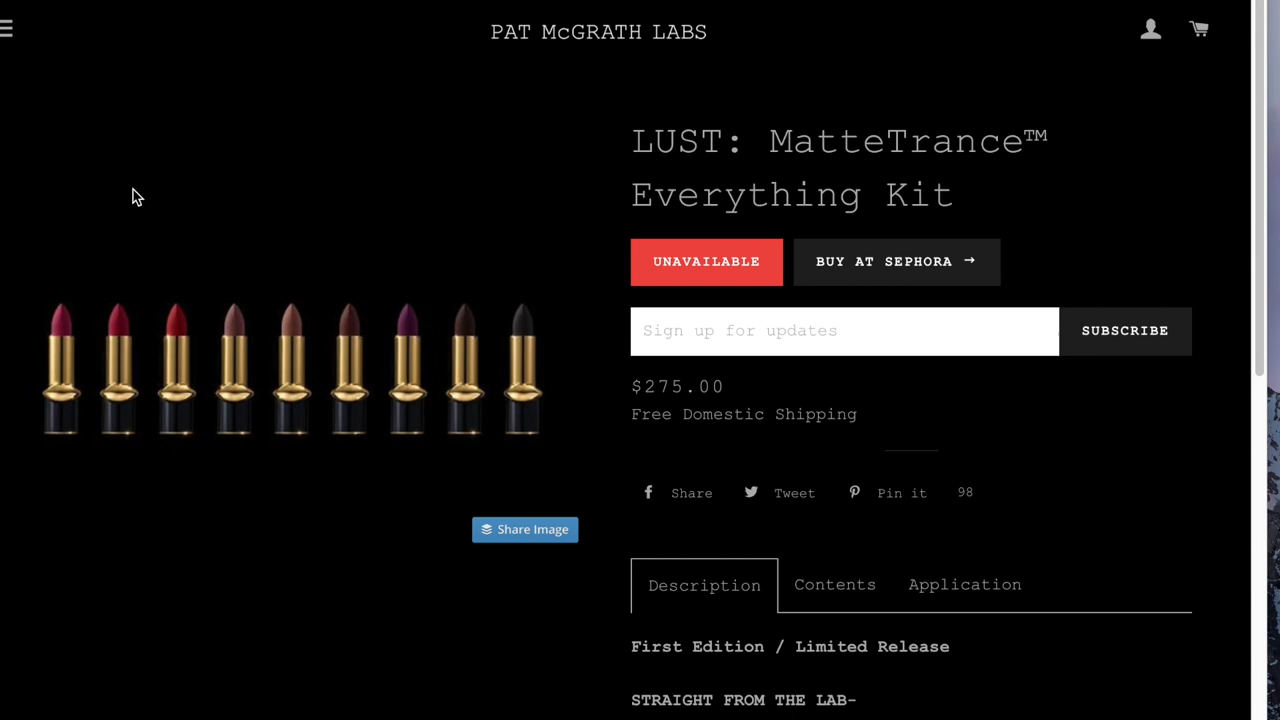 PAT McGRATH LABS
LUST: MatteTrance™
Everything Kit
UNAVAILABLE
BUY AT SEPHORA →
Sign up for updates
SUBSCRIBE
$275.00
Free Domestic Shipping
Share
Tweet
Pin it
98
Share Image
Description
Contents
Application
First Edition / Limited Release
STRAIGHT FROM THE LAB-